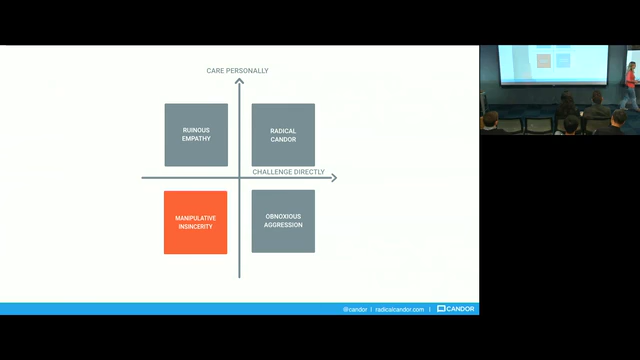 CARE PERSONALLY
RUINOUS
EMPATHY
RADICAL
CANDOR
CHALLENGE DIRECTLY
MANIPULATIVE
INSINCERITY
OBNOXIOUS
AGGRESSION
@candor | radicalcandor.com | CANDOR